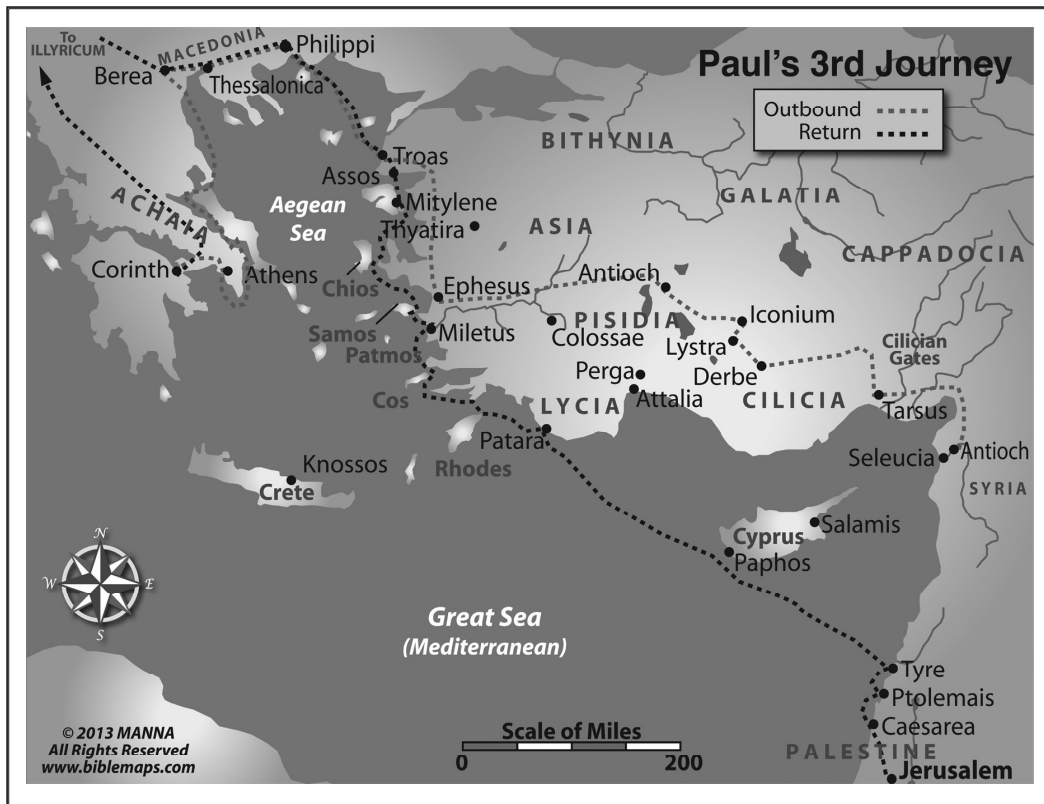 Paul's 3rd Journey
Outbound
Return
To
ILLYRICUM
MACEDONIA
Philippi
Berea
Thessalonica
BITHYNIA
Troas
Assos
GALATIA
Mitylene
Aegean
Sea
ACHAIA
Thyatira
ASIA
CAPPADOCIA
Corinth
Athens
Chios
Ephesus
Antioch
Samos
Miletus
Colossae
PISIDIA
Iconium
Patmos
Lystra
Cilician
Gates
Perga
Derbe
Cos
LYCIA
Attalia
CILICIA
Tarsus
Patara
Seleucia
Antioch
Knossos
Rhodes
Crete
SYRIA
Salamis
Cyprus
Paphos
N
W
E
S
Great Sea
(Mediterranean)
Tyre
Ptolemais
Caesarea
PALESTINE
Jerusalem
Scale of Miles
0
200
© 2013 MANNA
All Rights Reserved
www.biblemaps.com